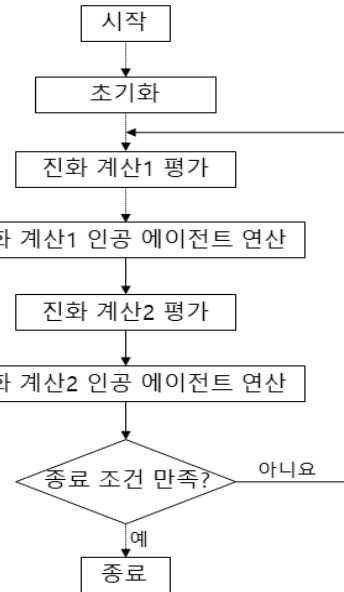 시작
초기화
진화 계산1 평가
계산1 인공 에이전트 연산
진화 계산2 평가
계산2 인공 에이전트 연산
종료 조건 만족?
아니요
예
종료